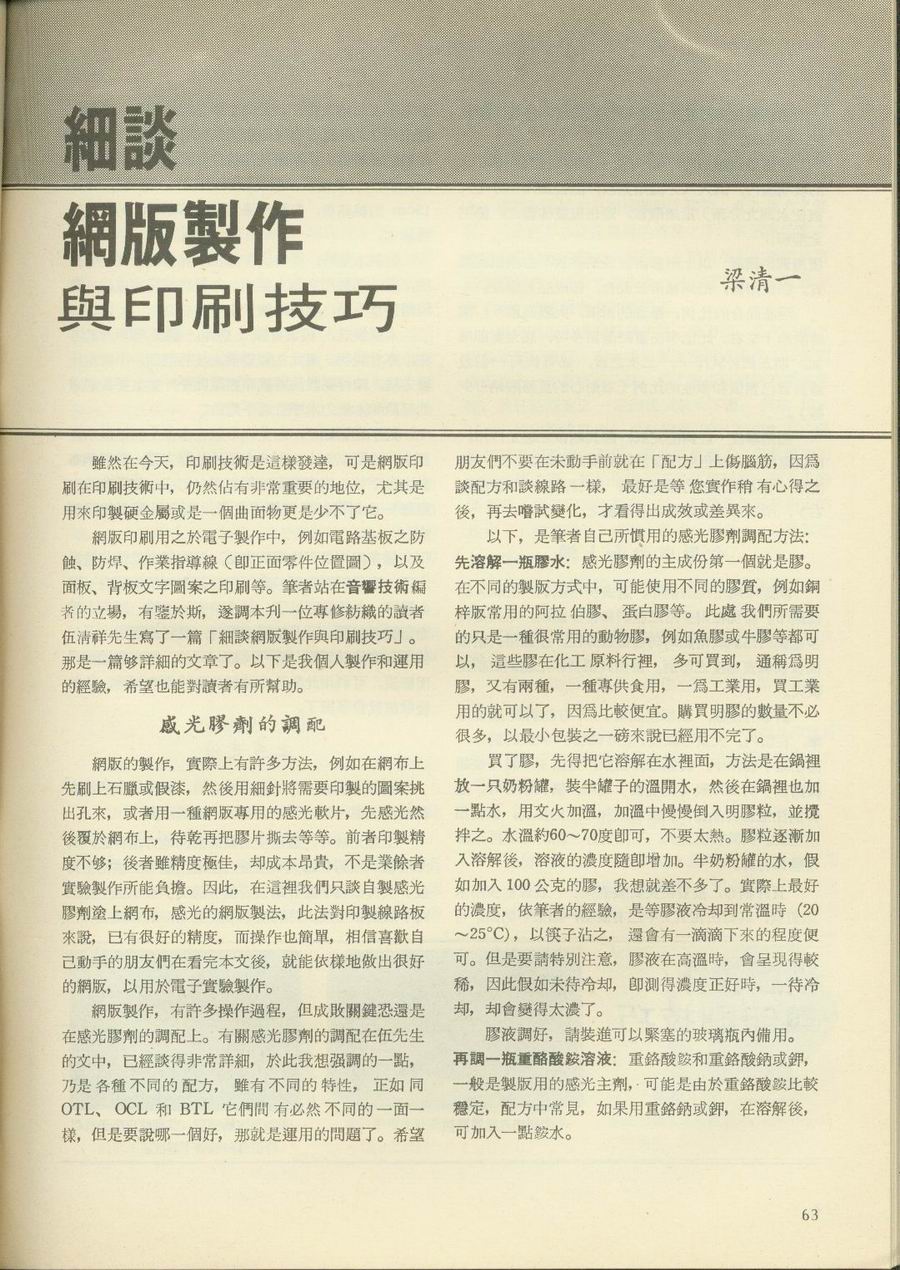 細談
網版製作
與印刷技巧
梁清一
雖然在今天，印刷技術是這樣發達，可是網版印
刷在印刷技術中，仍然佔有非常重要的地位，尤其是
用來印製硬金屬或是一個曲面物更是少不了它。
網版印刷用之於電子製作中，例如電路基板之防
蝕、防焊、作業指導線（卽正面零件位置圖），以及
面板、背板文字圖案之印刷等。筆者站在音響技術編
者的立場，有鑒於斯，遂調本刋一位專修紡織的讀者
伍清祥先生寫了一篇「細談網版製作與印刷技巧」。
那是一篇够詳細的文章了。以下是我個人製作和運用
的經驗，希望也能對讀者有所幫助。
感光膠劑的調配
網版的製作，實際上有許多方法，例如在網布上
先刷上石臘或假漆，然後用細針將需要印製的圖案挑
出孔來，或者用一種網版專用的感光軟片，先感光然
後覆於網布上，待乾再把膠片撕去等等。前者印製精
度不够；後者雖精度極佳，却成本昂貴，不是業餘者
實驗製作所能負擔。因此，在這裡我們只談自製感光
膠劑塗上網布，感光的網版製法，此法對印製線路板
來說，已有很好的精度，而操作也簡單，相信喜歡自
己動手的朋友們在看完本文後，就能依樣地做出很好
的網版，以用於電子實驗製作。
網版製作，有許多操作過程，但成敗關鍵恐還是
在感光膠劑的調配上。有關感光膠劑的調配在伍先生
的文中，已經談得非常詳細，於此我想强調的一點，
乃是各種不同的配方，雖有不同的特性，正如同
OTL、OCL 和 BTL 它們間有必然不同的一面一
樣，但是要說哪一個好，那就是運用的問題了。希望
朋友們不要在未動手前就在「配方」上傷腦筋，因爲
談配方和談線路一樣，最好是等您實作稍有心得之
後，再去嚐試變化，才看得出成效或差異來。
以下，是筆者自己所慣用的感光膠劑調配方法：
先溶解一瓶膠水：感光膠劑的主成份第一個就是膠。
在不同的製版方式中，可能使用不同的膠質，例如銅
梓版常用的阿拉伯膠、蛋白膠等。此處我們所需要
的只是一種很常用的動物膠，例如魚膠或牛膠等都可
以，這些膠在化工原料行裡，多可買到，通稱爲明
膠，又有兩種，一種專供食用，一爲工業用，買工業
用的就可以了，因爲比較便宜。購買明膠的數量不必
很多，以最小包裝之一磅來說已經用不完了。
買了膠，先得把它溶解在水裡面，方法是在鍋裡
放一只奶粉罐，裝半罐子的溫開水，然後在鍋裡也加
一點水，用文火加溫，加溫中慢慢倒入明膠粒，並攪
拌之。水溫約60～70度卽可，不要太熱。膠粒逐漸加
入溶解後，溶液的濃度隨卽增加。半奶粉罐的水，假
如加入 100 公克的膠，我想就差不多了。實際上最好
的濃度，依筆者的經驗，是等膠液冷却到常溫時（20
～25°C），以筷子沾之，還會有一滴滴下來的程度便
可。但是要請特別注意，膠液在高溫時，會呈現得較
稀，因此假如未待冷却，卽測得濃度正好時，一待冷
却，却會變得太濃了。
膠液調好，請裝進可以緊塞的玻璃瓶內備用。
再調一瓶重酪酸銨溶液：重鉻酸銨和重鉻酸鈉或鉀，
一般是製版用的感光主劑，可能是由於重鉻酸銨比較
穩定，配方中常見，如果用重鉻鈉或鉀，在溶解後，
可加入一點銨水。
63